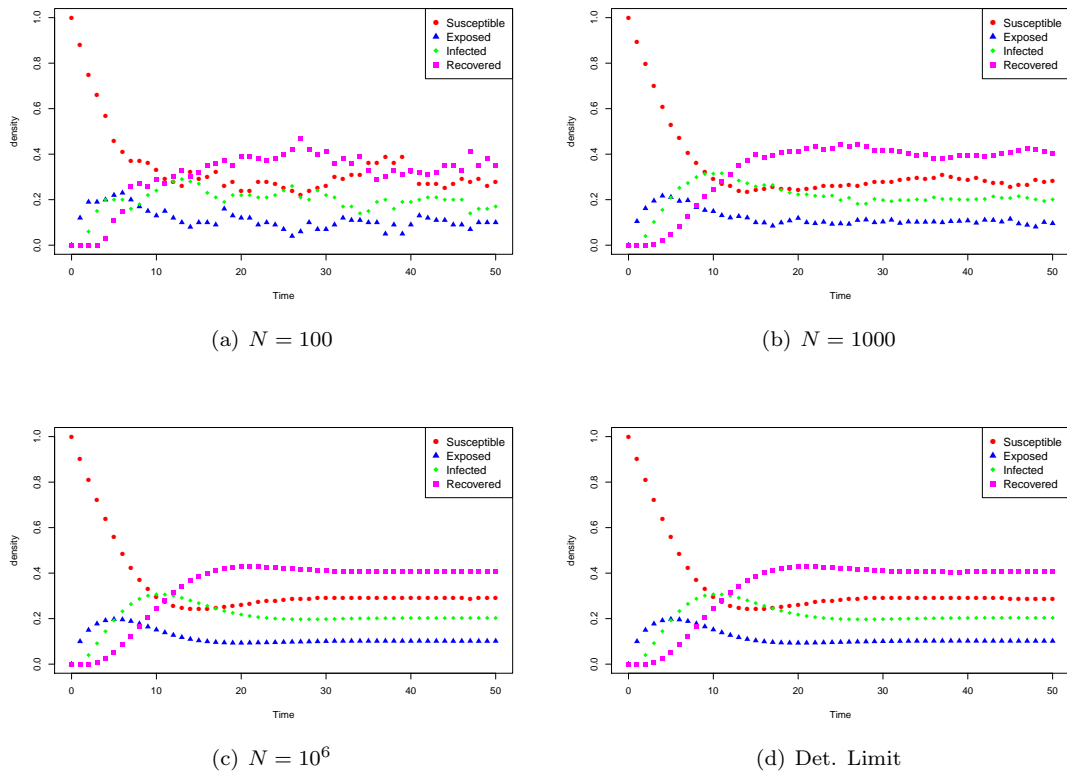 1.0
0.8
0.6
0.4
0.2
0.0
density
0 10 20 30 40 50
Time
Susceptible
Exposed
Infected
Recovered
(a) N = 100
1.0
0.8
0.6
0.4
0.2
0.0
density
0 10 20 30 40 50
Time
Susceptible
Exposed
Infected
Recovered
(b) N = 1000
1.0
0.8
0.6
0.4
0.2
0.0
density
0 10 20 30 40 50
Time
Susceptible
Exposed
Infected
Recovered
(c) N = 10⁶
1.0
0.8
0.6
0.4
0.2
0.0
density
0 10 20 30 40 50
Time
Susceptible
Exposed
Infected
Recovered
(d) Det. Limit